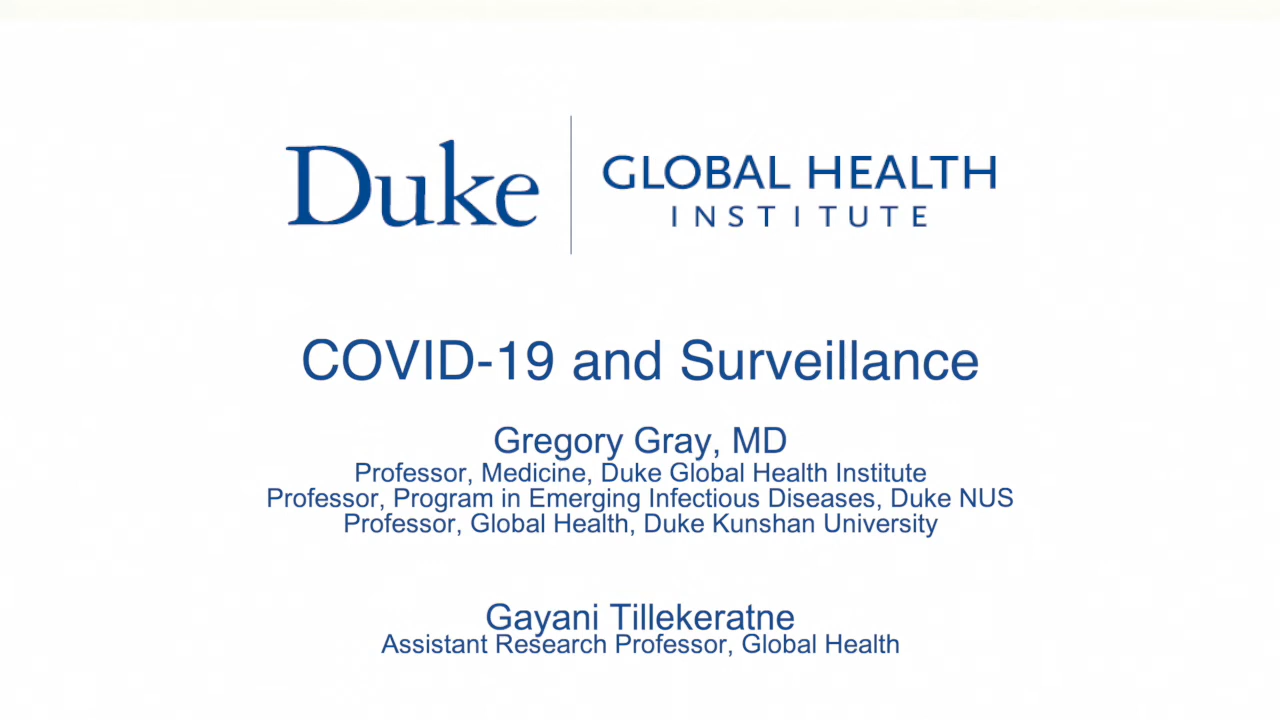 Duke
GLOBAL HEALTH
INSTITUTE
COVID-19 and Surveillance
Gregory Gray, MD
Professor, Medicine, Duke Global Health Institute
Professor, Program in Emerging Infectious Diseases, Duke NUS
Professor, Global Health, Duke Kunshan University
Gayani Tillekeratne
Assistant Research Professor, Global Health